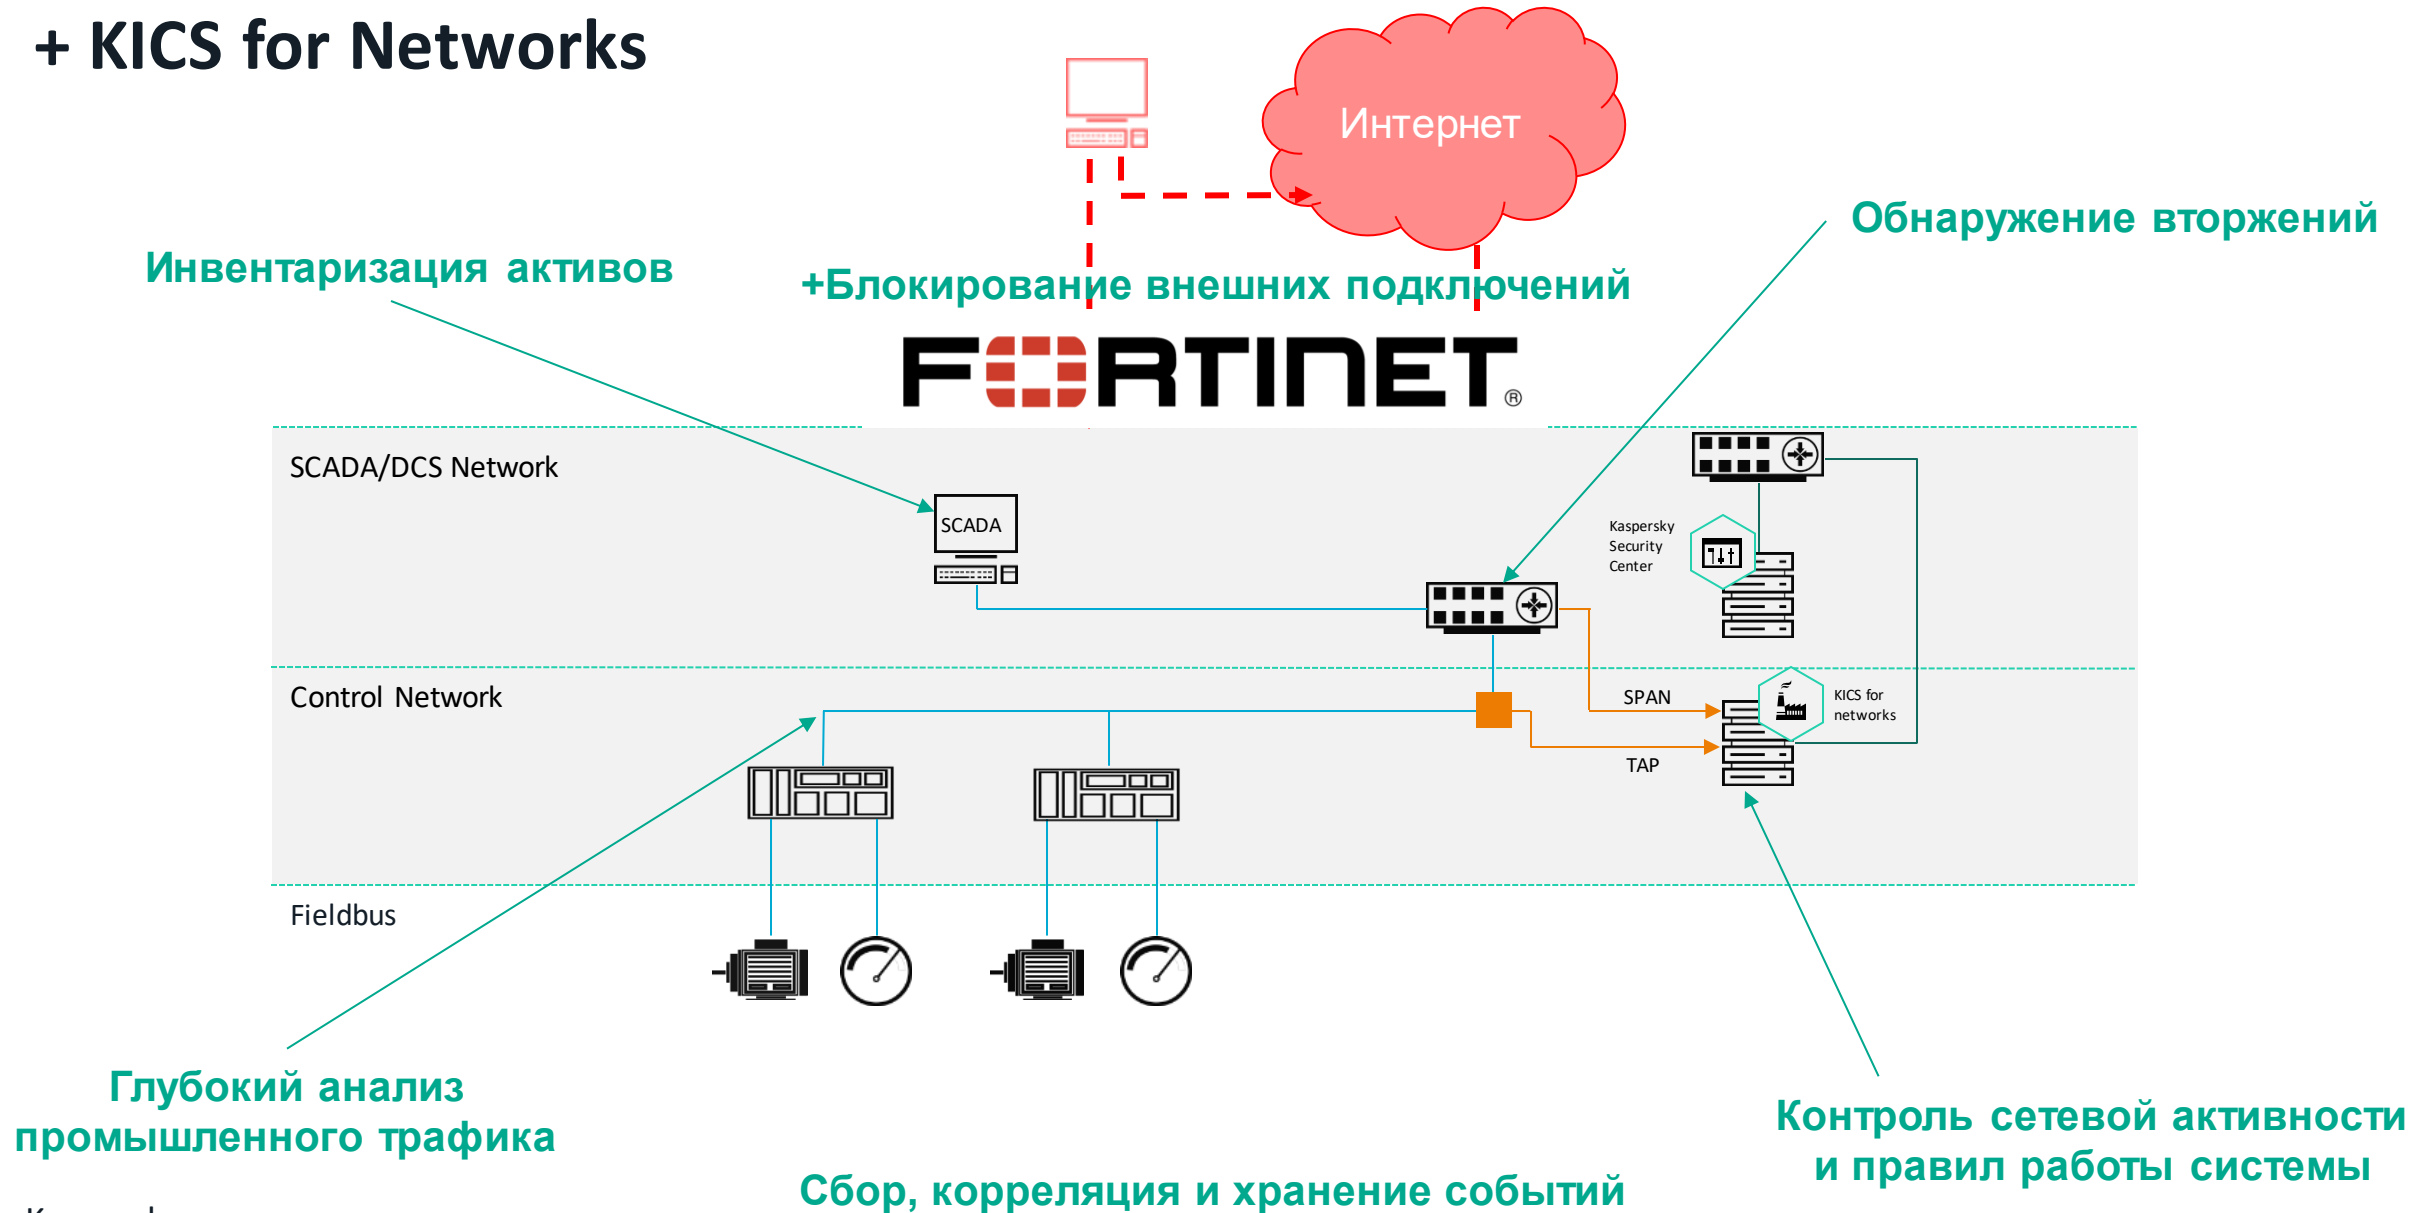 + KICS for Networks
Интернет
Обнаружение вторжений
Инвентаризация активов
+Блокирование внешних подключений
FORTINET®
SCADA/DCS Network
SCADA
Kaspersky
Security
Center
Control Network
SPAN
KICS for
networks
TAP
Fieldbus
Глубокий анализ
промышленного трафика
Контроль сетевой активности
и правил работы системы
Сбор, корреляция и хранение событий